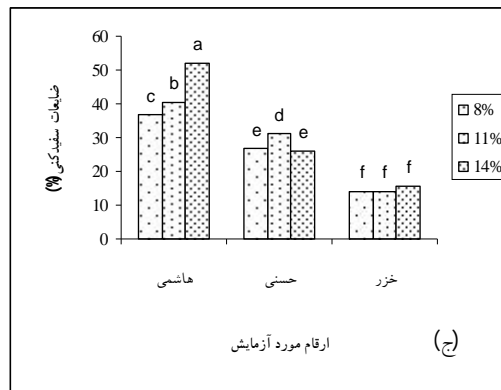 ضایعات سفیدکنی (%)
60
50
40
30
20
10
0
c b a
e d e
f f f
هاشمی
حسنی
خزر
8%
11%
14%
ارقام مورد آزمایش
(ج)